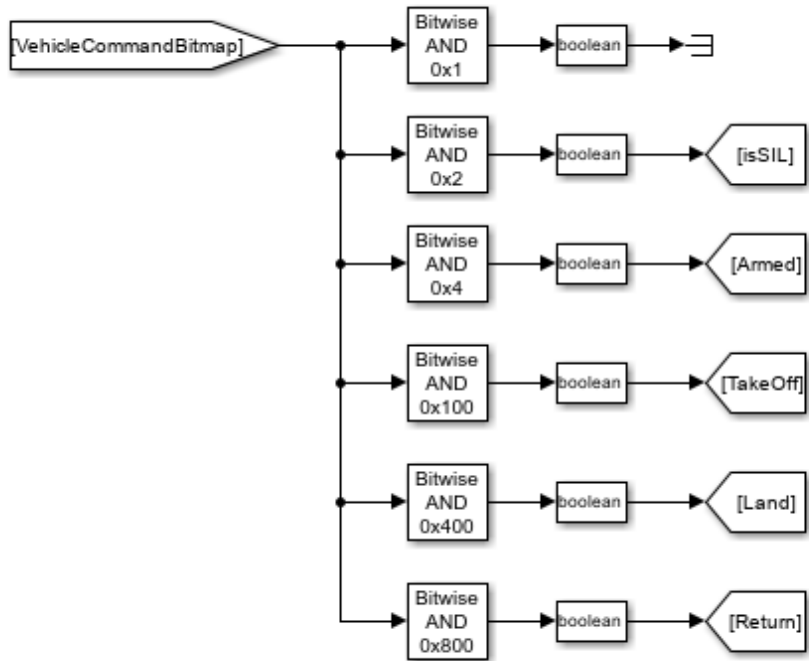 [VehicleCommandBitmap]
Bitwise
AND
0x1
boolean
Bitwise
AND
0x2
boolean
[isSIL]
Bitwise
AND
0x4
boolean
[Armed]
Bitwise
AND
0x100
boolean
[TakeOff]
Bitwise
AND
0x400
boolean
[Land]
Bitwise
AND
0x800
boolean
[Return]